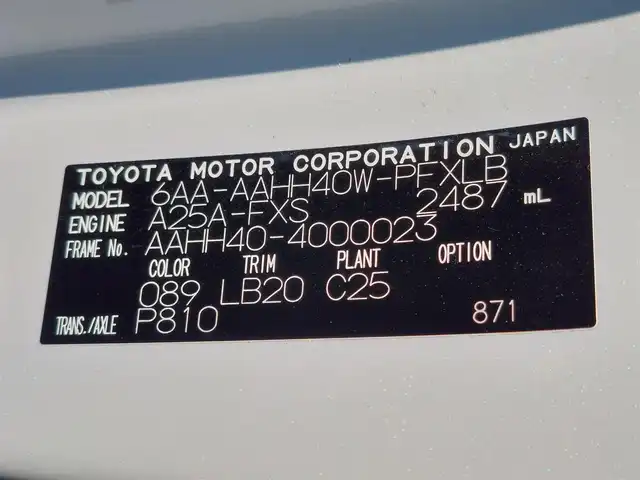 TOYOTA MOTOR CORPORATION JAPAN
MODEL 6AA-AAHH40W-PFXLB
ENGINE A25A-FXS 2487 mL
FRAME No. AAHH40-4000023
COLOR TRIM PLANT OPTION
089 LB20 C25
TRANS./AXLE P810 871